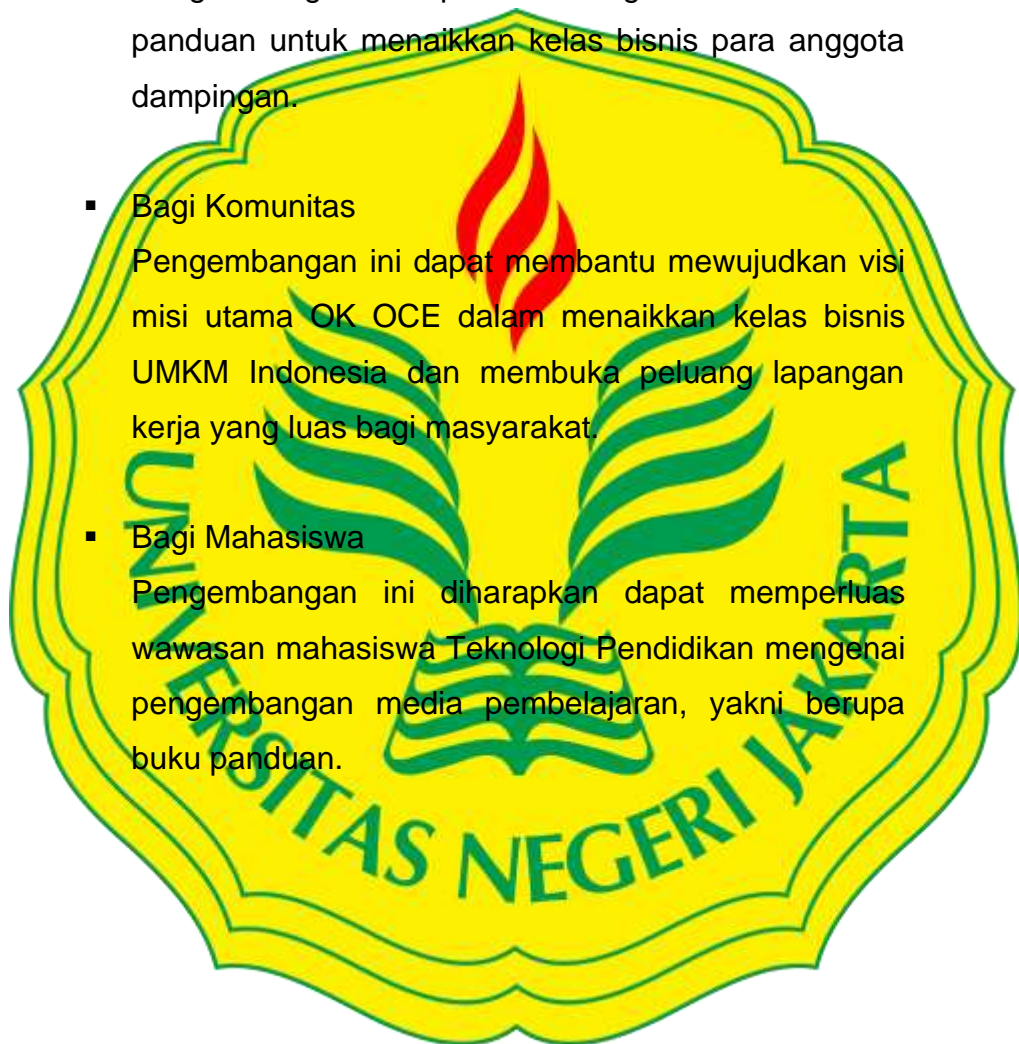 panduan untuk menaikkan kelas bisnis para anggota
dampingan.
▪ Bagi Komunitas
Pengembangan ini dapat membantu mewujudkan visi
misi utama OK OCE dalam menaikkan kelas bisnis
UMKM Indonesia dan membuka peluang lapangan
kerja yang luas bagi masyarakat.
▪ Bagi Mahasiswa
Pengembangan ini diharapkan dapat memperluas
wawasan mahasiswa Teknologi Pendidikan mengenai
pengembangan media pembelajaran, yakni berupa
buku panduan.
UNIVERSITAS NEGERI JAKARTA